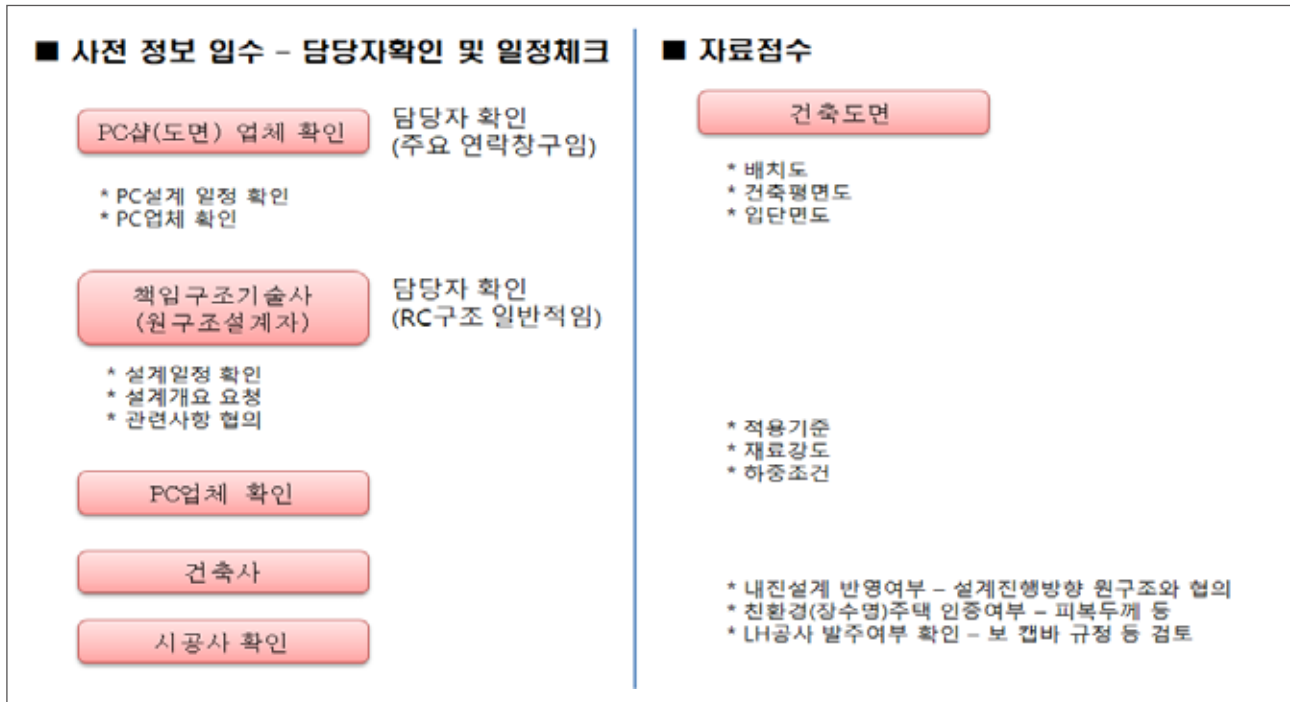 ■ 사전 정보 입수 – 담당자확인 및 일정체크
PC샵(도면) 업체 확인
담당자 확인
(주요 연락창구임)
* PC설계 일정 확인
* PC업체 확인
책임구조기술사
(원구조설계자)
담당자 확인
(RC구조 일반적임)
* 설계일정 확인
* 설계개요 요청
* 관련사항 협의
PC업체 확인
건축사
시공사 확인
■ 자료접수
건축도면
* 배치도
* 건축평면도
* 입단면도
* 적용기준
* 재료강도
* 하중조건
* 내진설계 반영여부 – 설계진행방향 원구조와 협의
* 친환경(장수명)주택 인증여부 – 피복두께 등
* LH공사 발주여부 확인 – 보 캡바 규정 등 검토